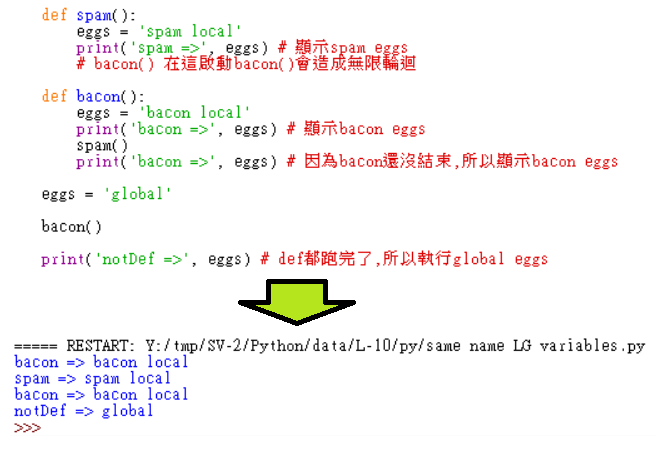 def spam():
    eggs = 'spam local'
    print('spam =>', eggs) # 顯示spam eggs
    # bacon() 在這啟動bacon()會造成無限輪迴
def bacon():
    eggs = 'bacon local'
    print('bacon =>', eggs) # 顯示bacon eggs
    spam()
    print('bacon =>', eggs) # 因為bacon還沒結束,所以顯示bacon eggs
eggs = 'global'
bacon()
print('notDef =>', eggs) # def都跑完了,所以執行global eggs
===== RESTART: Y:/tmp/SV-2/Python/data/L-10/py/same name LG variables.py
bacon => bacon local
spam => spam local
bacon => bacon local
notDef => global
>>>